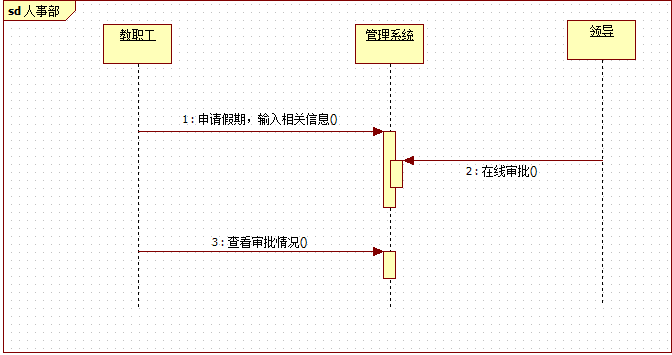 sd 人事部
教职工
管理系统
领导
1 : 申请假期，输入相关信息()
2 : 在线审批()
3 : 查看审批情况()